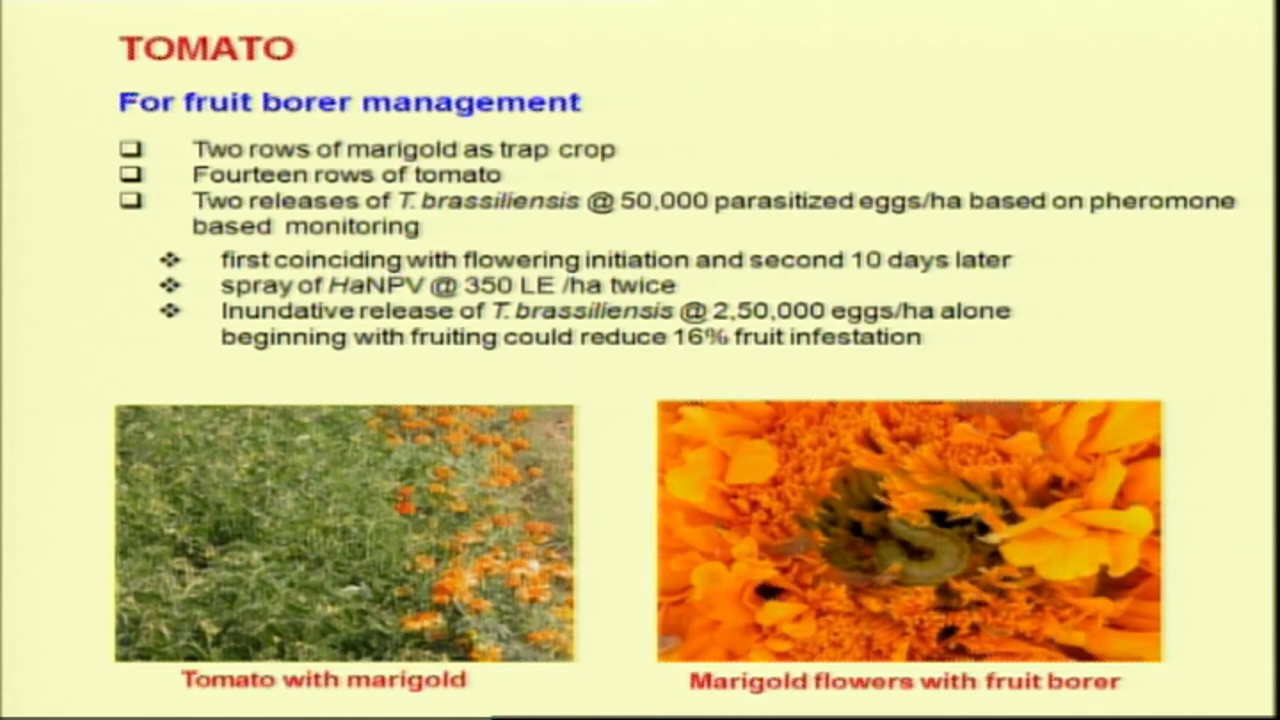 TOMATO
For fruit borer management
❑ Two rows of marigold as trap crop
❑ Fourteen rows of tomato
❑ Two releases of T. brassiliensis @ 50,000 parasitized eggs/ha based on pheromone
based monitoring
❖ first coinciding with flowering initiation and second 10 days later
❖ spray of HaNPV @ 350 LE /ha twice
❖ Inundative release of T. brassiliensis @ 2,50,000 eggs/ha alone
beginning with fruiting could reduce 16% fruit infestation
Tomato with marigold
Marigold flowers with fruit borer